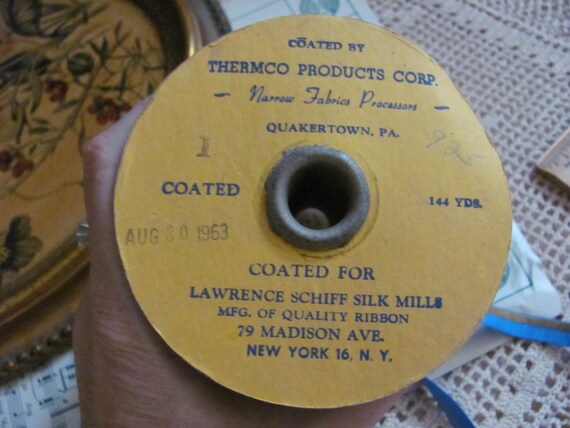 COATED BY
THERMCO PRODUCTS CORP.
— Narrow Fabrics Processors —
QUAKERTOWN, PA.
1 925
COATED 144 YDS.
AUG 30 1963
COATED FOR
LAWRENCE SCHIFF SILK MILLS
MFG. OF QUALITY RIBBON
79 MADISON AVE.
NEW YORK 16, N. Y.